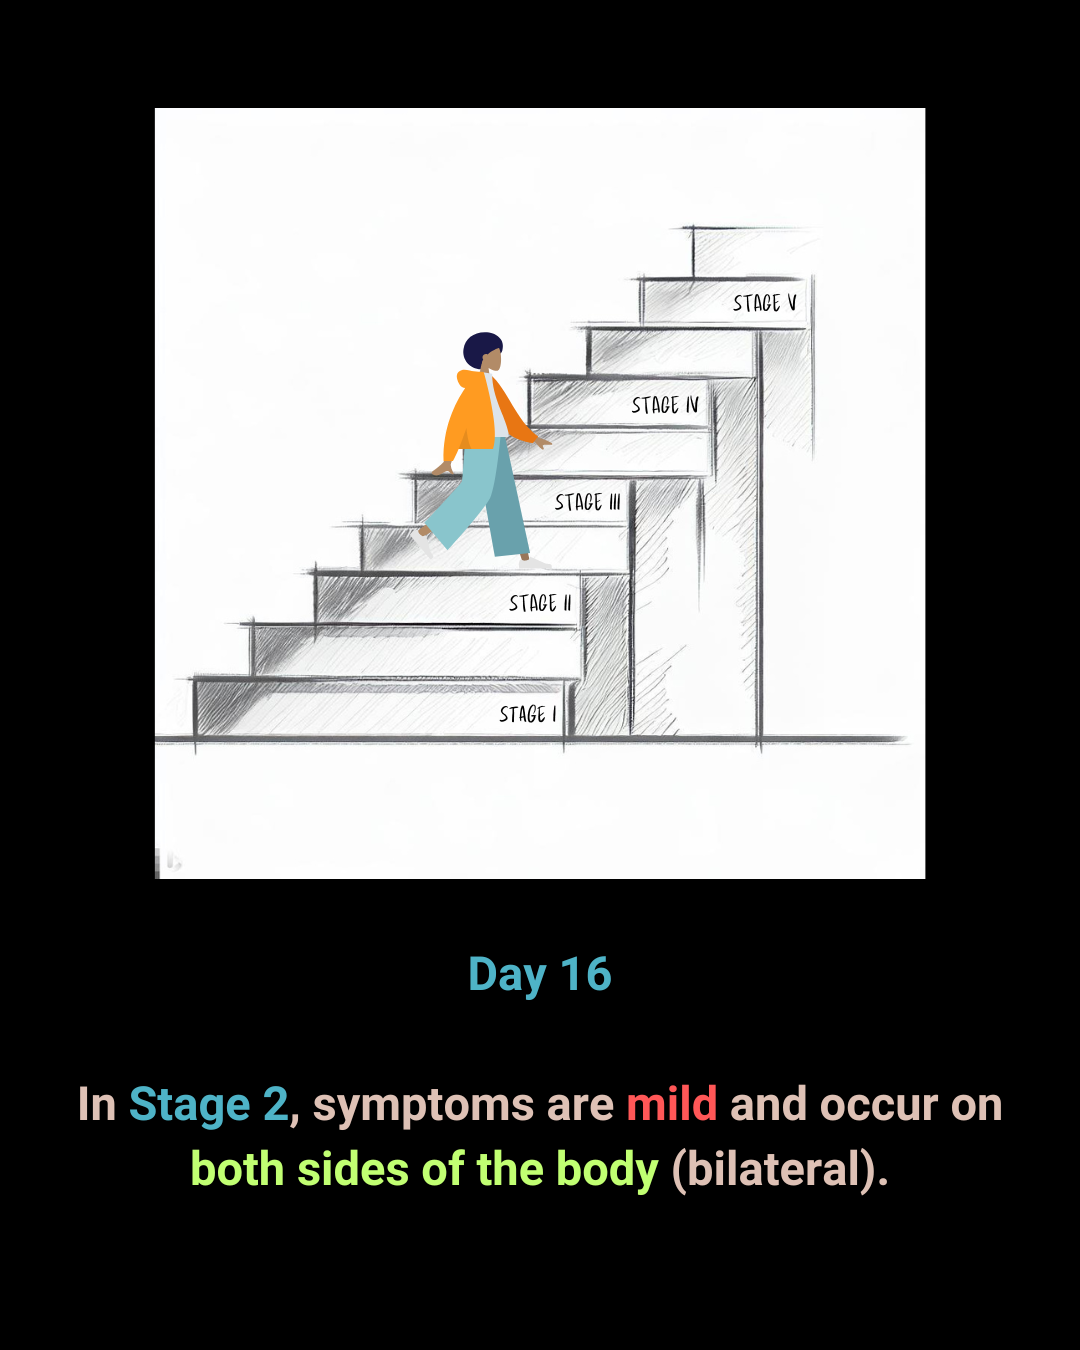 STAGE V
STAGE IV
STAGE III
STAGE II
STAGE I
Day 16
In Stage 2, symptoms are mild and occur on
both sides of the body (bilateral).